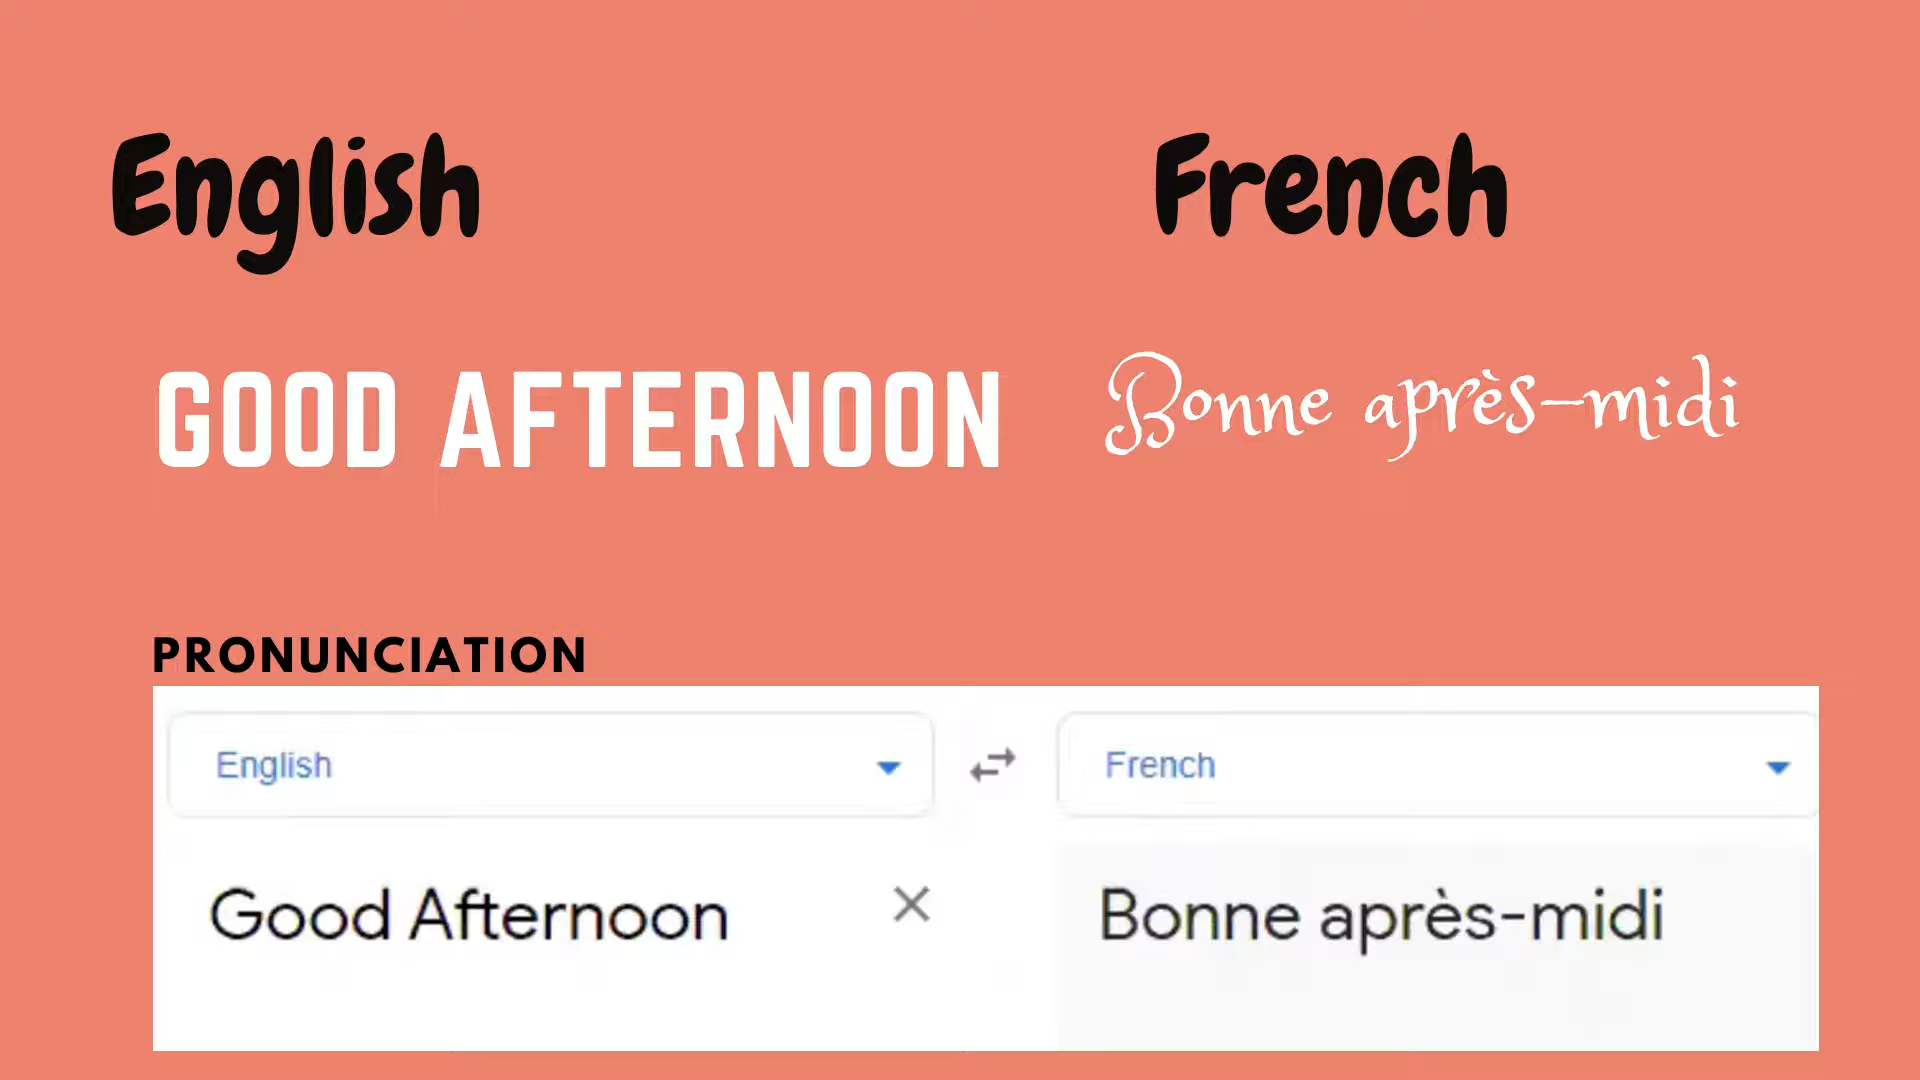 English
French
GOOD AFTERNOON
Bonne après-midi
PRONUNCIATION
English
French
Good Afternoon
Bonne après-midi